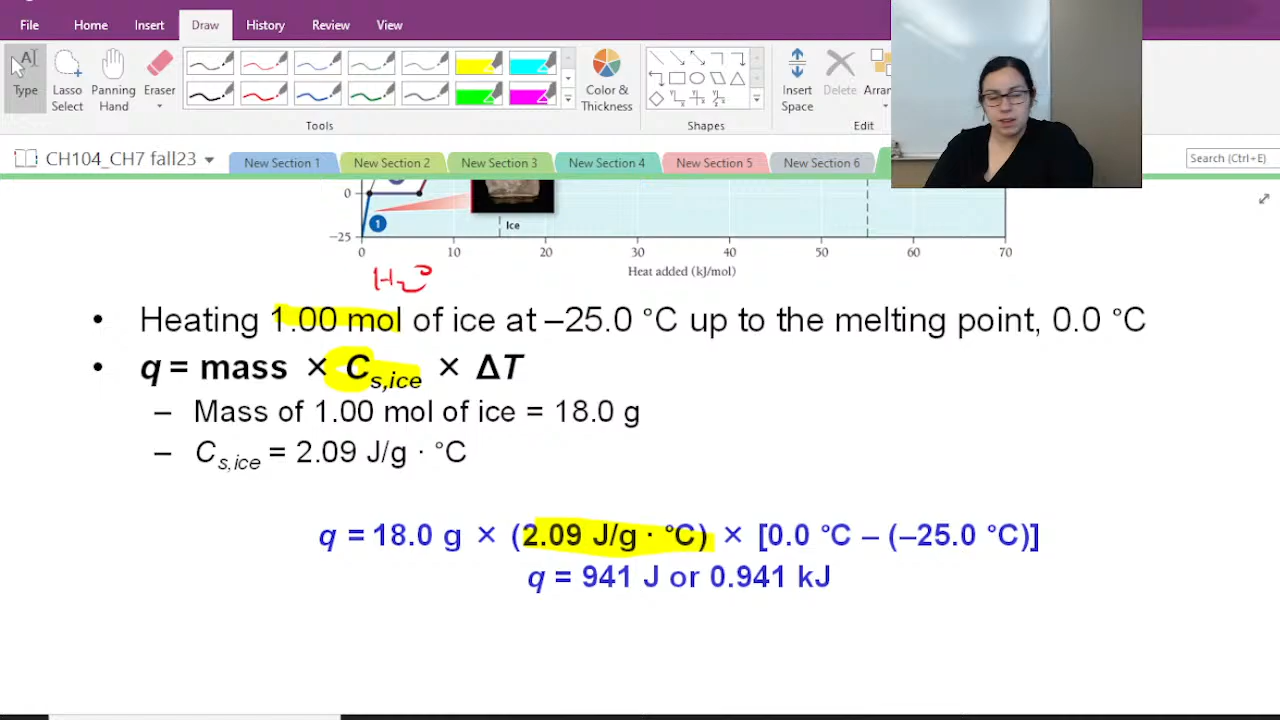 File Home Insert Draw History Review View
Type
Lasso Select
Panning Hand
Eraser
Color & Thickness
Insert Space
Delete
Arran
Tools
Shapes
Edit
CH104_CH7 fall23
New Section 1
New Section 2
New Section 3
New Section 4
New Section 5
New Section 6
Search (Ctrl+E)
0
1
Ice
−25
0 10 20 30 40 50 60 70
Heat added (kJ/mol)
H₂O
• Heating 1.00 mol of ice at –25.0 °C up to the melting point, 0.0 °C
• q = mass × Cs,ice × ΔT
– Mass of 1.00 mol of ice = 18.0 g
– Cs,ice = 2.09 J/g · °C
q = 18.0 g × (2.09 J/g · °C) × [0.0 °C – (–25.0 °C)]
q = 941 J or 0.941 kJ